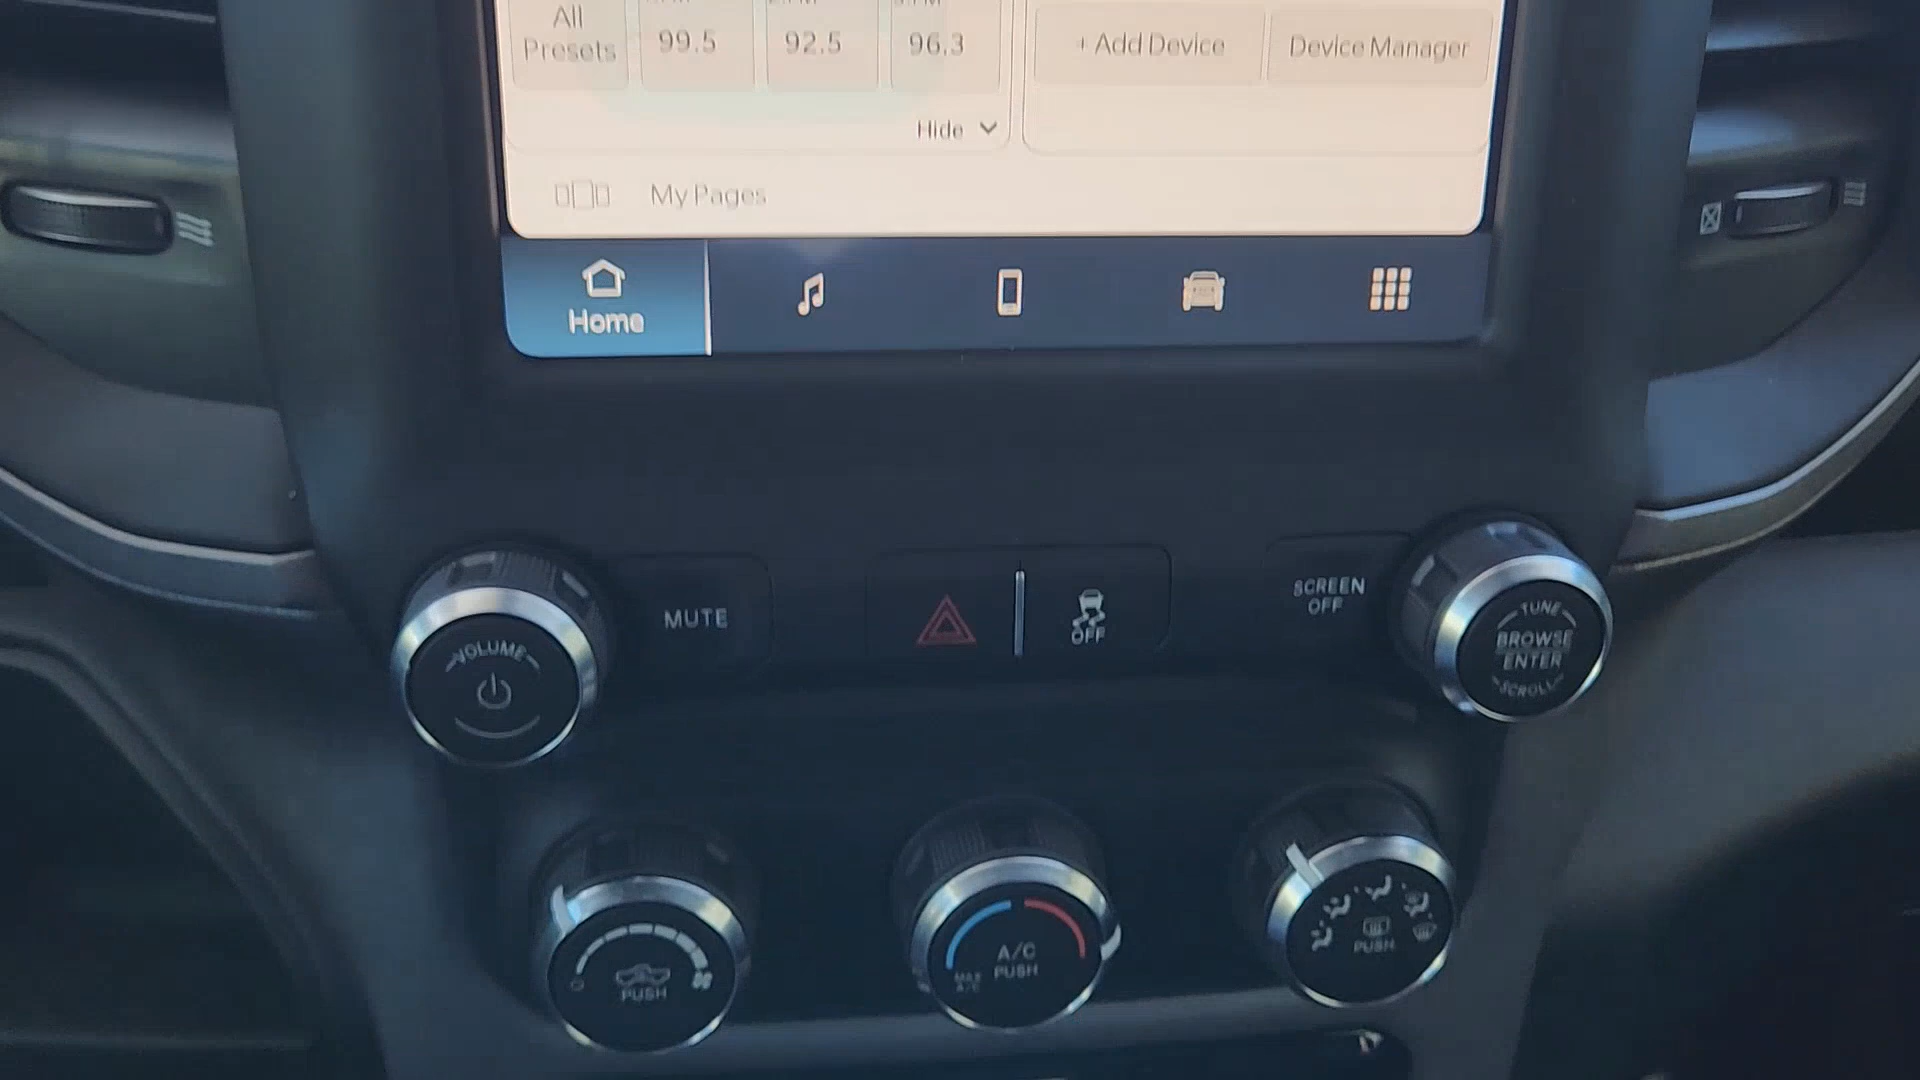 All
Presets
99.5
92.5
96.3
+ Add Device
Device Manager
Hide
My Pages
Home
MUTE
OFF
SCREEN
OFF
VOLUME
TUNE
BROWSE
ENTER
SCROLL
PUSH
A/C
PUSH
MAX
A/C
PUSH